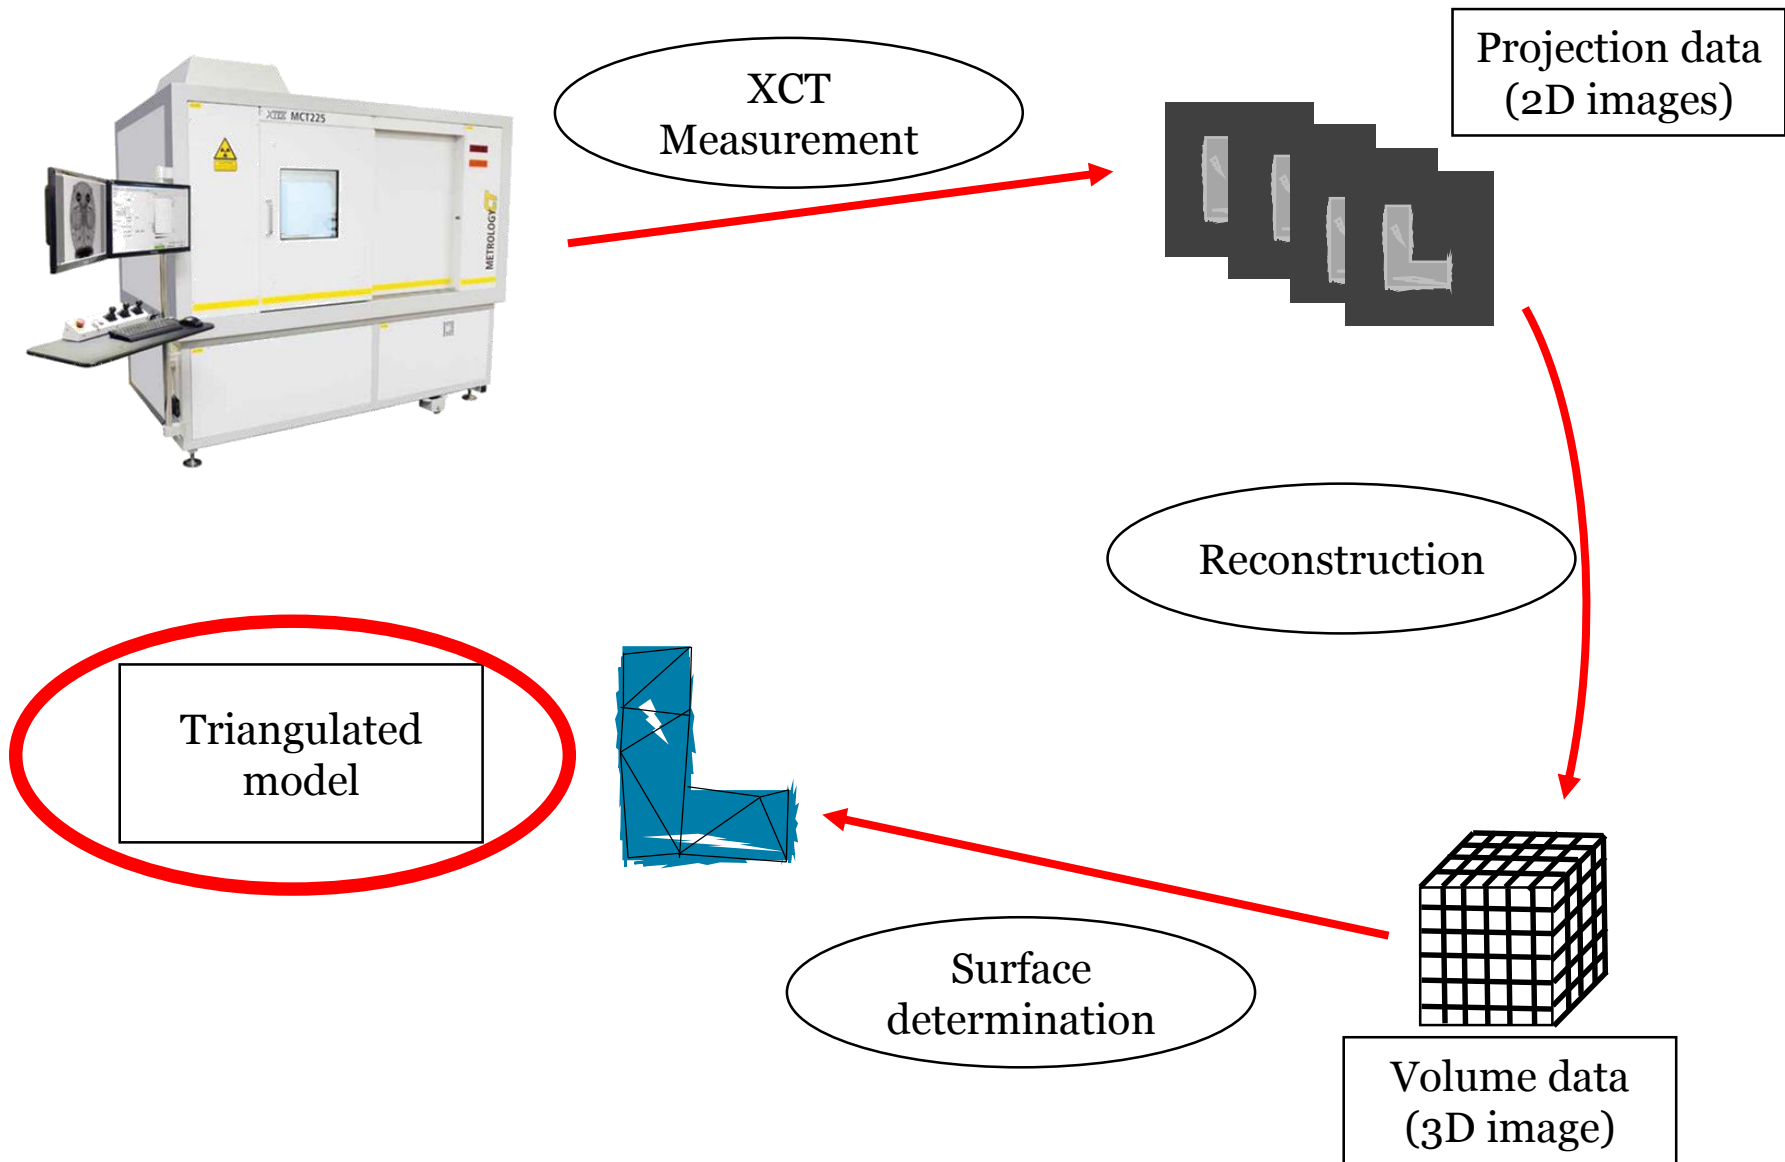 XCT
Measurement
Projection data
(2D images)
MCT225
METROLOGY
Reconstruction
Triangulated
model
Surface
determination
Volume data
(3D image)